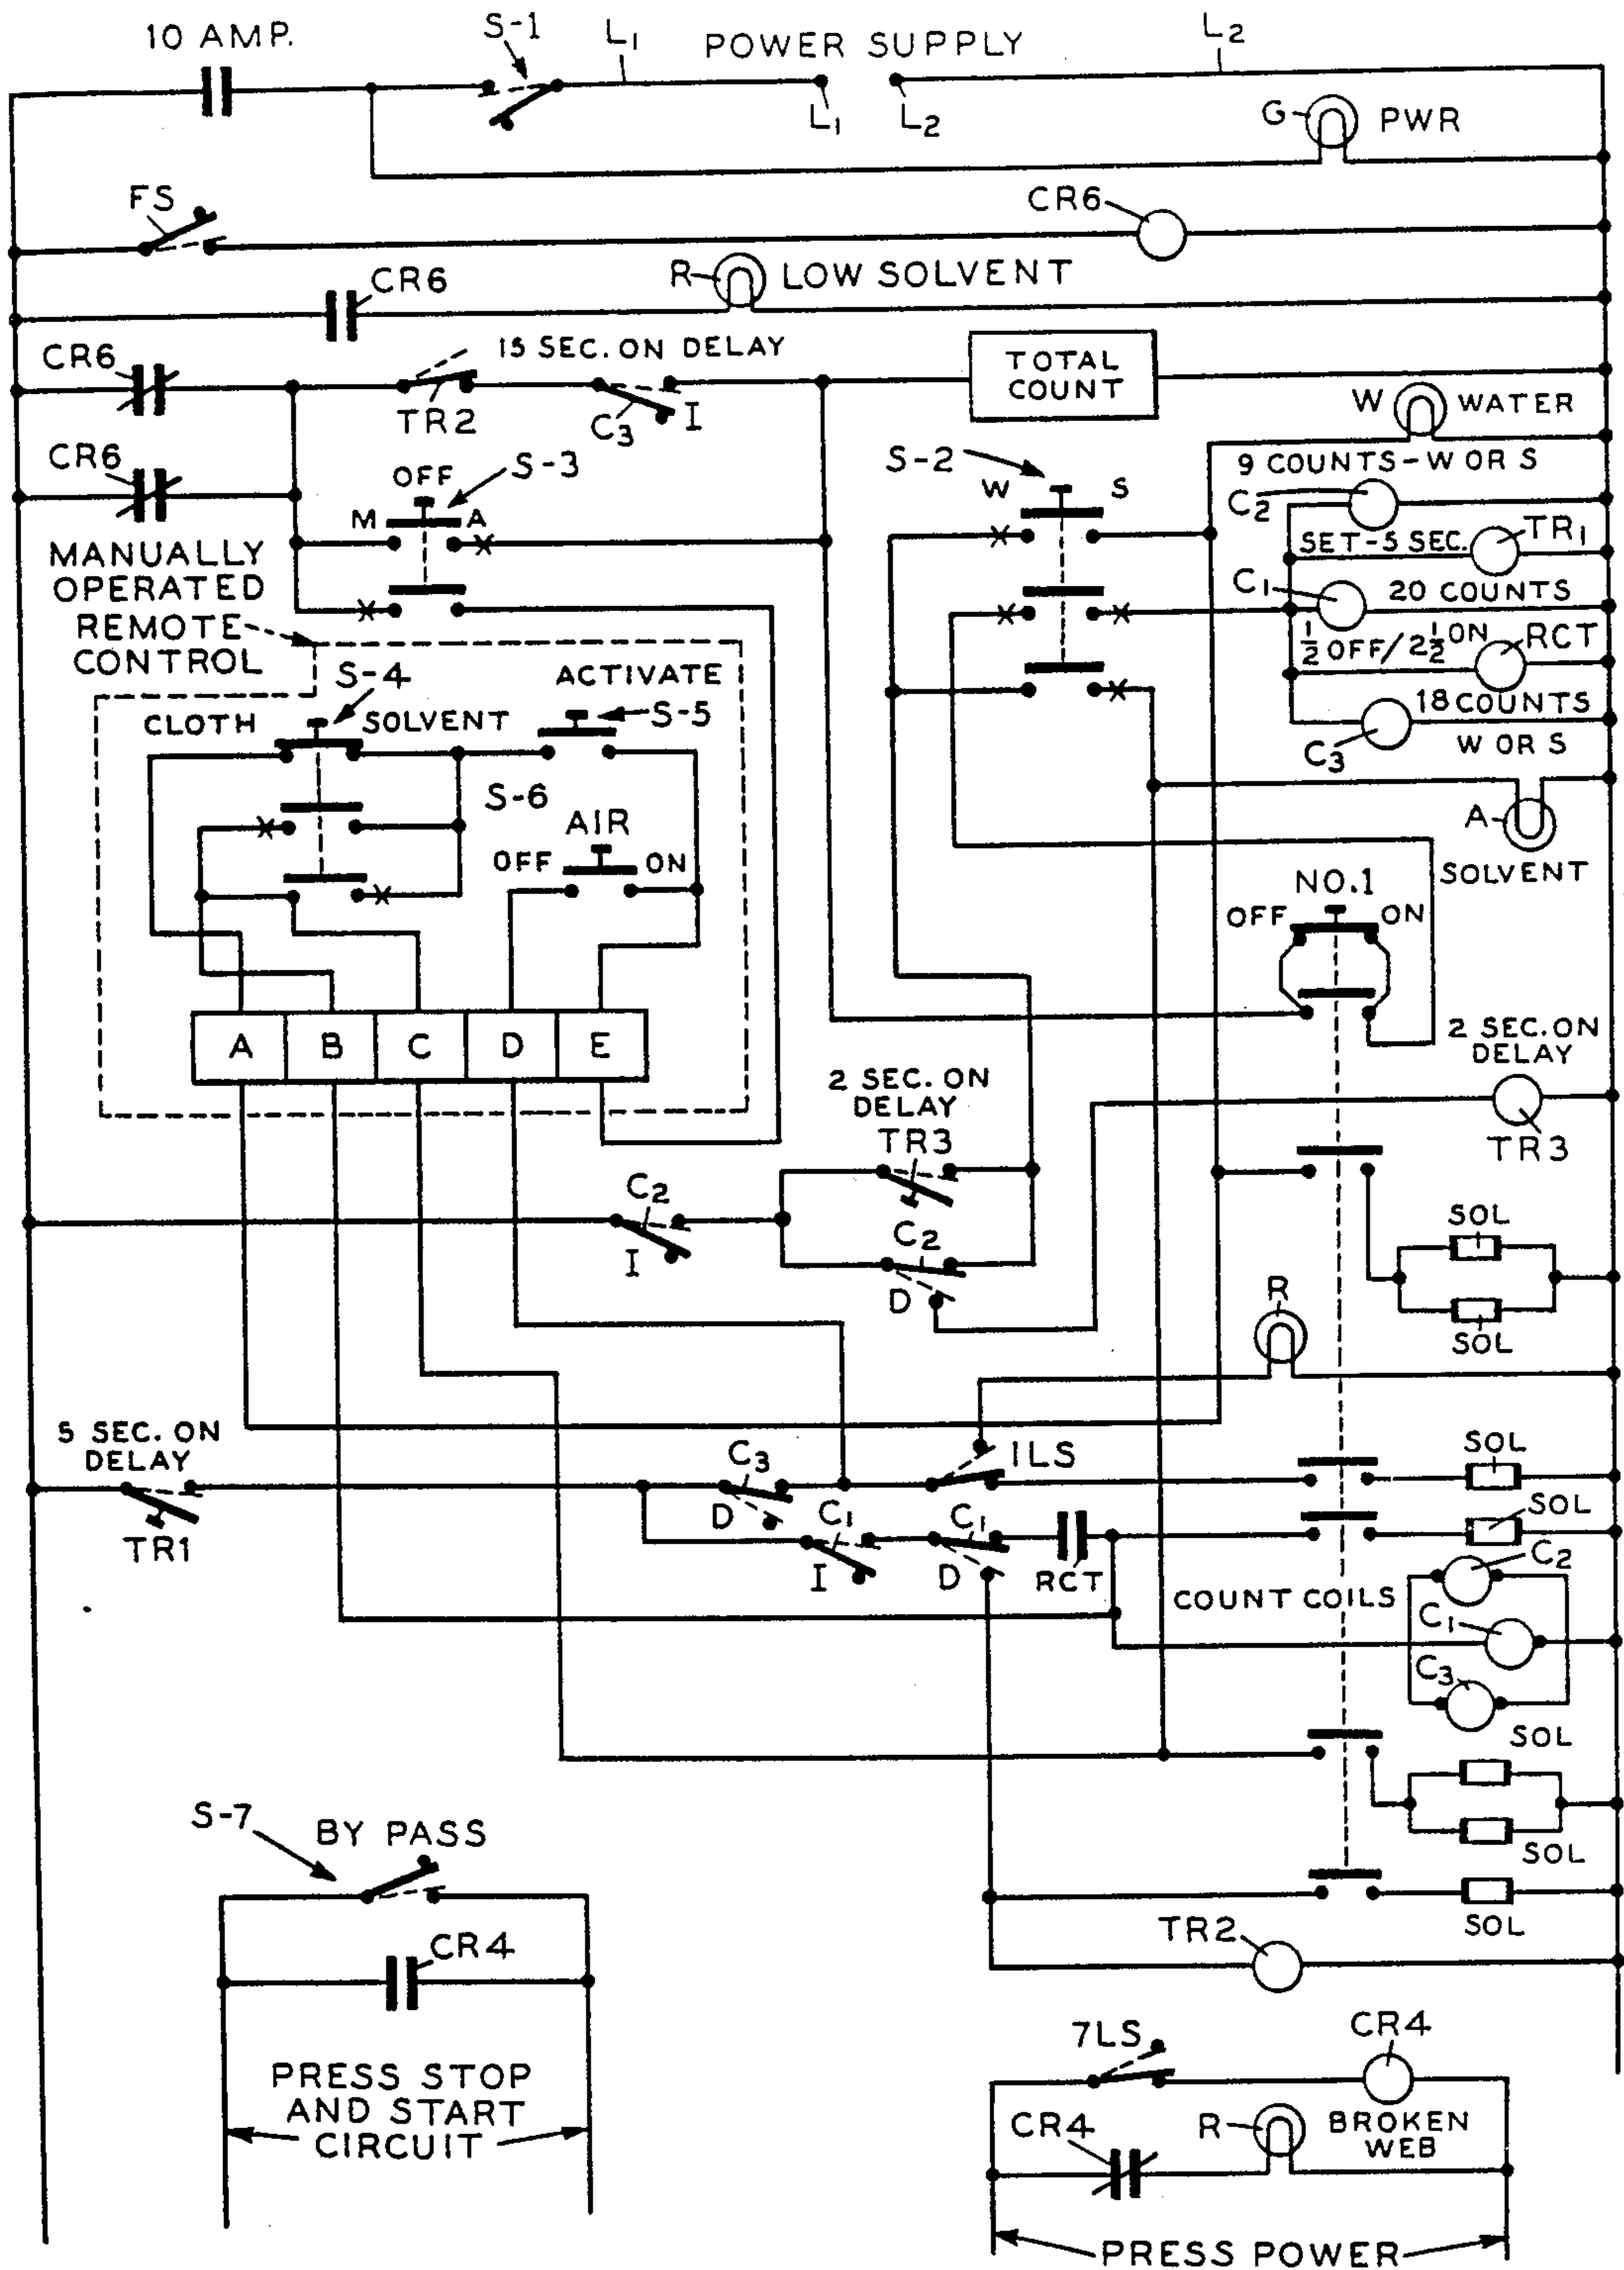 10 AMP.
S-1
L1
POWER SUPPLY
L2
L1
L2
G
PWR
FS
CR6
CR6
R
LOW SOLVENT
CR6
15 SEC. ON DELAY
TR2
C3
I
TOTAL
COUNT
W
WATER
CR6
OFF
S-3
M
A
S-2
W
S
9 COUNTS-W OR S
C2
SET-5 SEC.
TR1
C1
20 COUNTS
1/2 OFF/2 1/2 ON
RCT
18 COUNTS
C3
W OR S
MANUALLY
OPERATED
REMOTE
CONTROL
S-4
ACTIVATE
CLOTH
SOLVENT
S-5
S-6
AIR
OFF
ON
A
SOLVENT
NO.1
OFF
ON
A
B
C
D
E
2 SEC. ON
DELAY
TR3
2 SEC. ON
DELAY
TR3
C2
I
C2
D
SOL
SOL
R
5 SEC. ON
DELAY
TR1
C3
D
1LS
C1
I
C1
D
RCT
SOL
SOL
C2
COUNT COILS
C1
C3
SOL
SOL
S-7
BY PASS
CR4
SOL
TR2
PRESS STOP
AND START
CIRCUIT
7LS
CR4
CR4
R
BROKEN
WEB
PRESS POWER